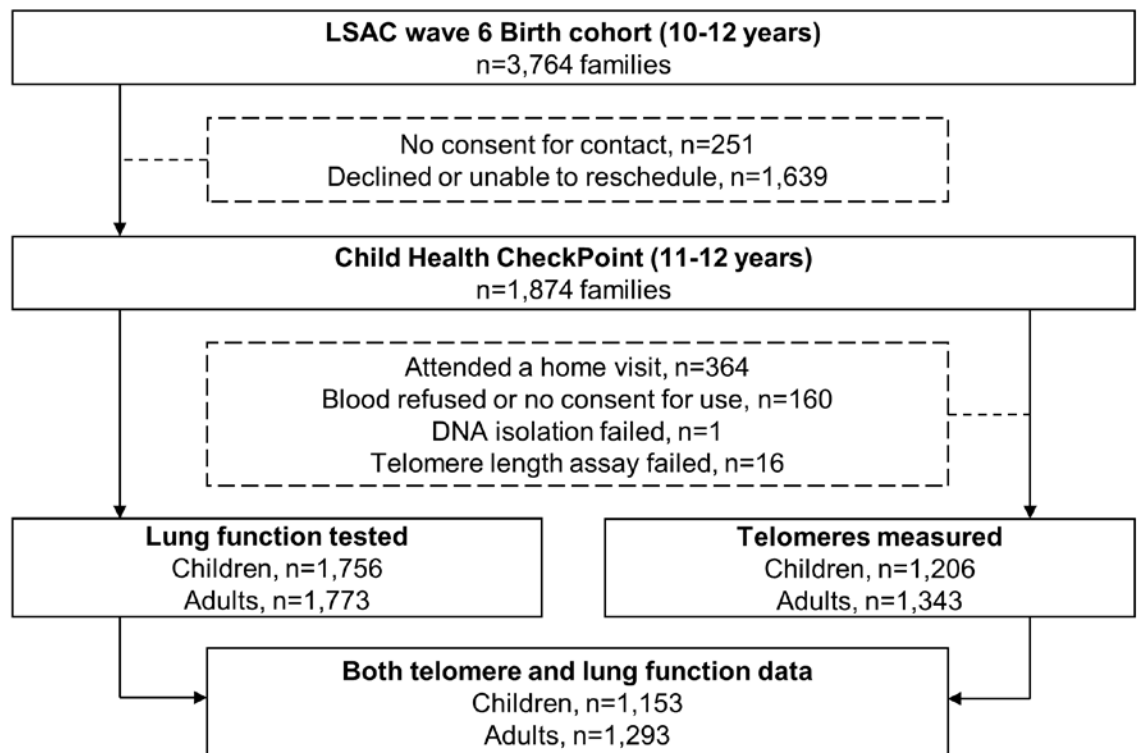 LSAC wave 6 Birth cohort (10-12 years)
n=3,764 families
No consent for contact, n=251
Declined or unable to reschedule, n=1,639
Child Health CheckPoint (11-12 years)
n=1,874 families
Attended a home visit, n=364
Blood refused or no consent for use, n=160
DNA isolation failed, n=1
Telomere length assay failed, n=16
Lung function tested
Children, n=1,756
Adults, n=1,773
Telomeres measured
Children, n=1,206
Adults, n=1,343
Both telomere and lung function data
Children, n=1,153
Adults, n=1,293